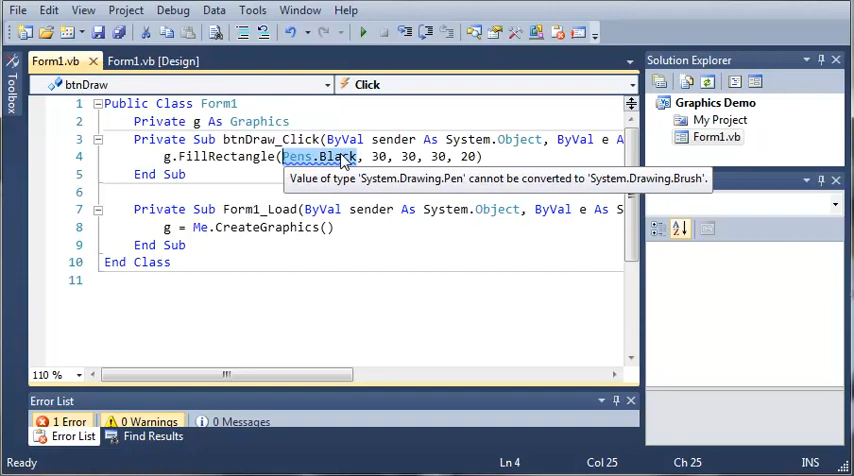 File Edit View Project Debug Data Tools Window Help
Form1.vb Form1.vb [Design]
Toolbox
btnDraw Click
1 Public Class Form1
2 Private g As Graphics
3 Private Sub btnDraw_Click(ByVal sender As System.Object, ByVal e A
4 g.FillRectangle(Pens.Black, 30, 30, 30, 20)
Value of type 'System.Drawing.Pen' cannot be converted to 'System.Drawing.Brush'.
5 End Sub
6
7 Private Sub Form1_Load(ByVal sender As System.Object, ByVal e As S
8 g = Me.CreateGraphics()
9 End Sub
10 End Class
11
110 %
Solution Explorer
Graphics Demo
My Project
Form1.vb
Error List
1 Error 0 Warnings 0 Messages
Error List Find Results
Ready Ln 4 Col 25 Ch 25 INS